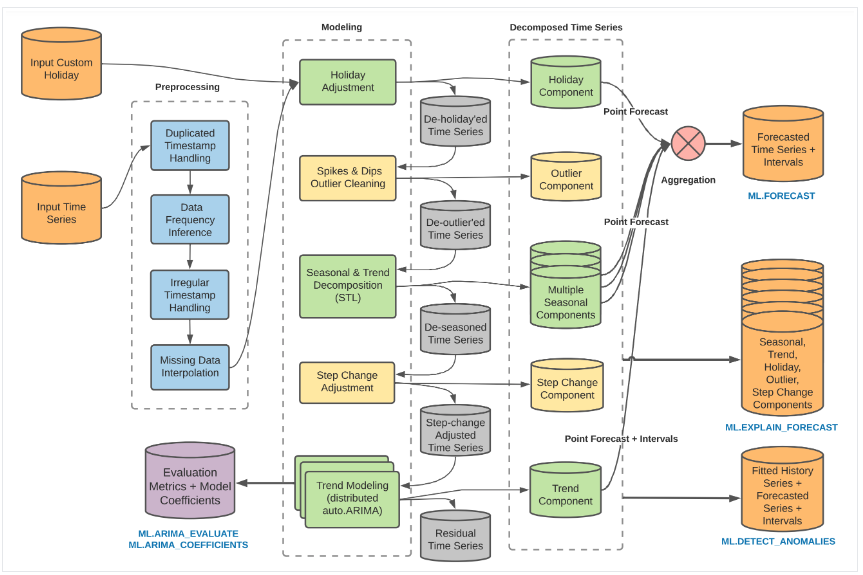 Modeling
Decomposed Time Series
Input Custom
Holiday
Preprocessing
Holiday
Adjustment
Holiday
Component
Point Forecast
De-holiday'ed
Time Series
Duplicated
Timestamp
Handling
Forecasted
Time Series +
Intervals
Spikes & Dips
Outlier Cleaning
Outlier
Component
Aggregation
ML.FORECAST
Input Time
Series
Data
Frequency
Inference
De-outlier'ed
Time Series
Point Forecast
Seasonal & Trend
Decomposition
(STL)
Multiple
Seasonal
Components
Irregular
Timestamp
Handling
De-seasoned
Time Series
Seasonal,
Trend,
Holiday,
Outlier,
Step Change
Components
Missing Data
Interpolation
Step Change
Adjustment
Step Change
Component
ML.EXPLAIN_FORECAST
Step-change
Adjusted
Time Series
Point Forecast + Intervals
Evaluation
Metrics + Model
Coefficients
Trend Modeling
(distributed
auto.ARIMA)
Trend
Component
Fitted History
Series +
Forecasted
Series +
Intervals
ML.ARIMA_EVALUATE
ML.ARIMA_COEFFICIENTS
Residual
Time Series
ML.DETECT_ANOMALIES